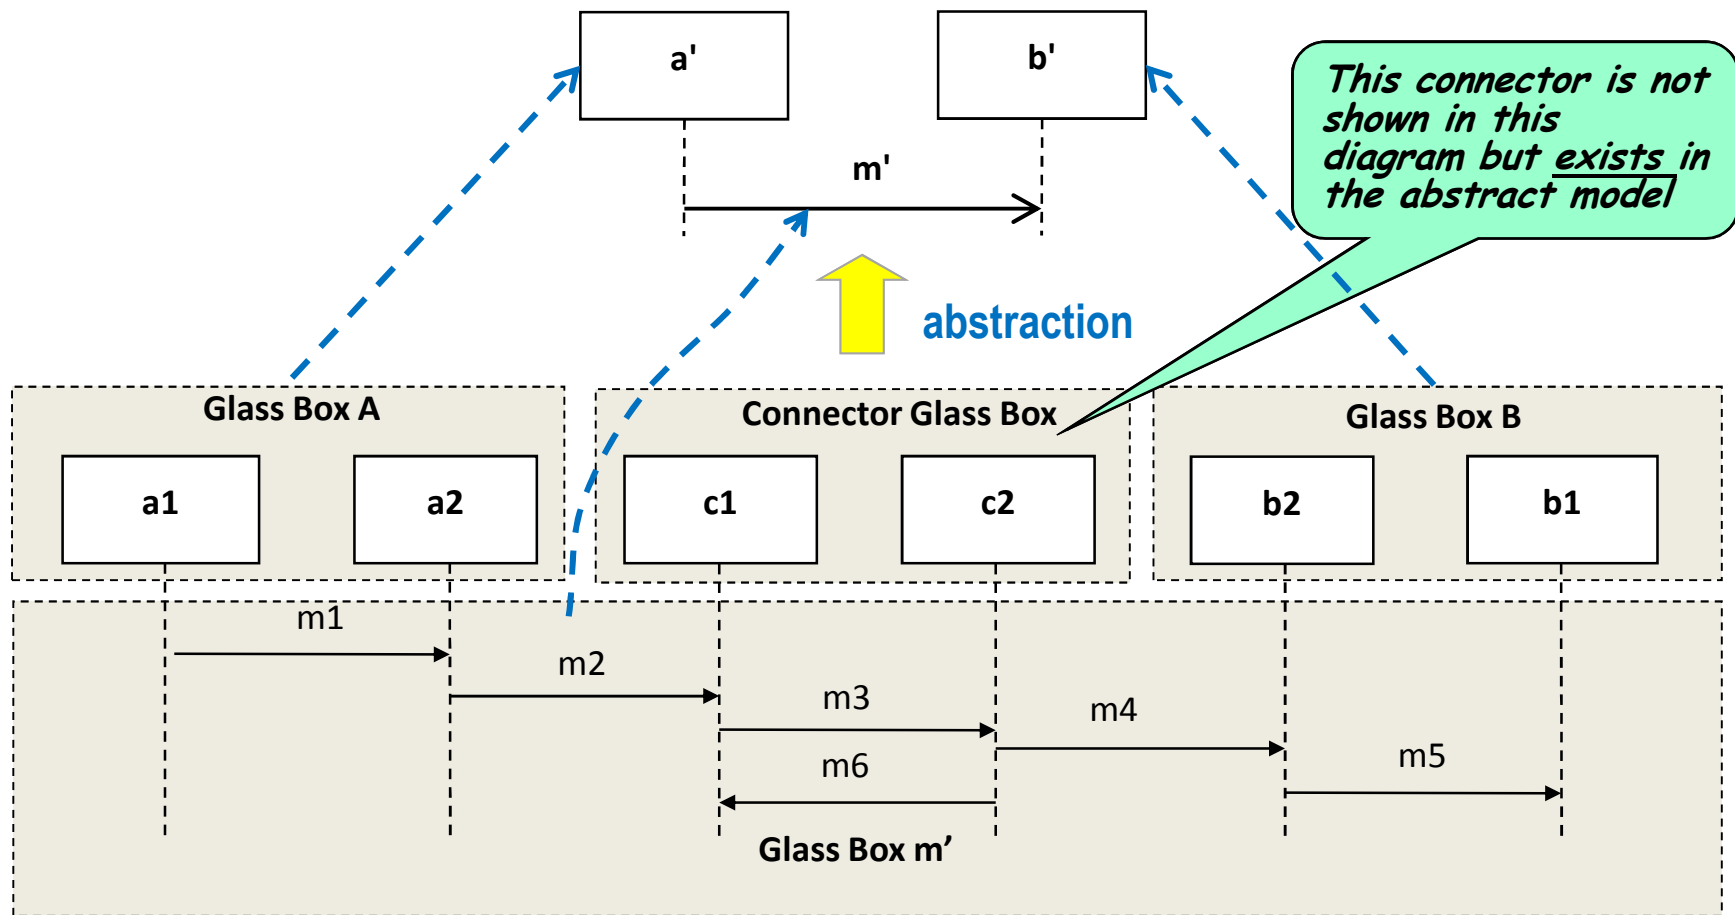 a'
b'
This connector is not
shown in this
diagram but exists in
the abstract model
m'
abstraction
Glass Box A
Connector Glass Box
Glass Box B
a1
a2
c1
c2
b2
b1
m1
m2
m3
m4
m5
m6
Glass Box m’